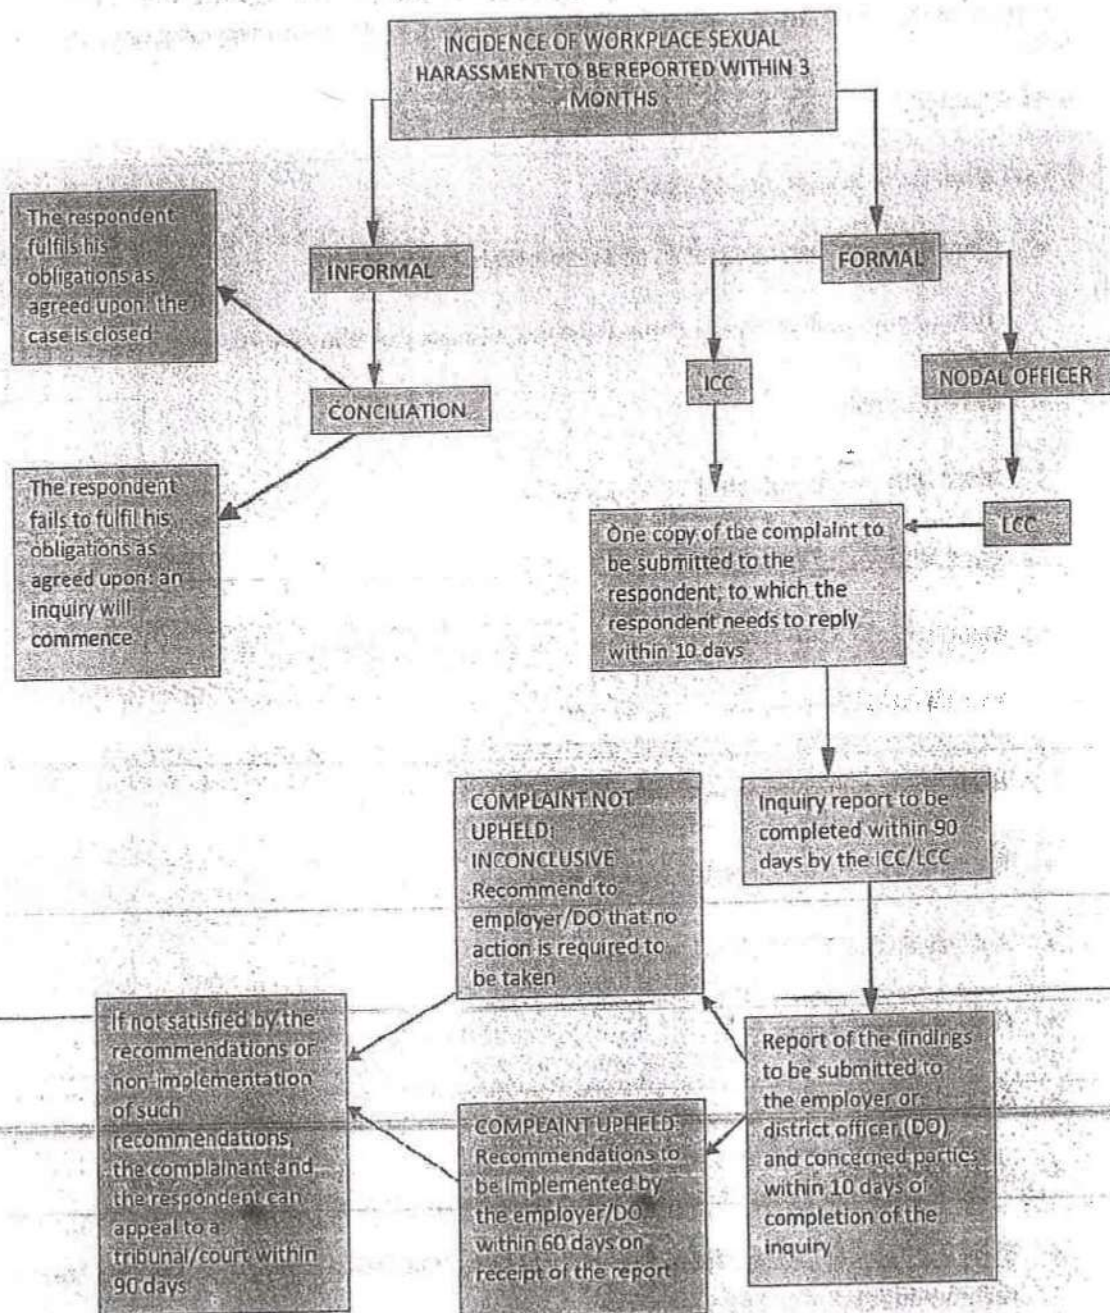 INCIDENCE OF WORKPLACE SEXUAL
HARASSMENT TO BE REPORTED WITHIN 3
MONTHS
INFORMAL
FORMAL
The respondent
fulfils his
obligations as
agreed upon: the
case is closed
CONCILIATION
ICC
NODAL OFFICER
The respondent
fails to fulfil his
obligations as
agreed upon: an
inquiry will
commence
LCC
One copy of the complaint to
be submitted to the
respondent, to which the
respondent needs to reply
within 10 days
Inquiry report to be
completed within 90
days by the ICC/LCC
COMPLAINT NOT
UPHELD:
INCONCLUSIVE
Recommend to
employer/DO that no
action is required to
be taken
Report of the findings
to be submitted to
the employer or
district officer (DO)
and concerned parties
within 10 days of
completion of the
inquiry
COMPLAINT UPHELD:
Recommendations to
be implemented by
the employer/DO
within 60 days on
receipt of the report
If not satisfied by the
recommendations or
non-implementation
of such
recommendations,
the complainant and
the respondent can
appeal to a
tribunal/court within
90 days